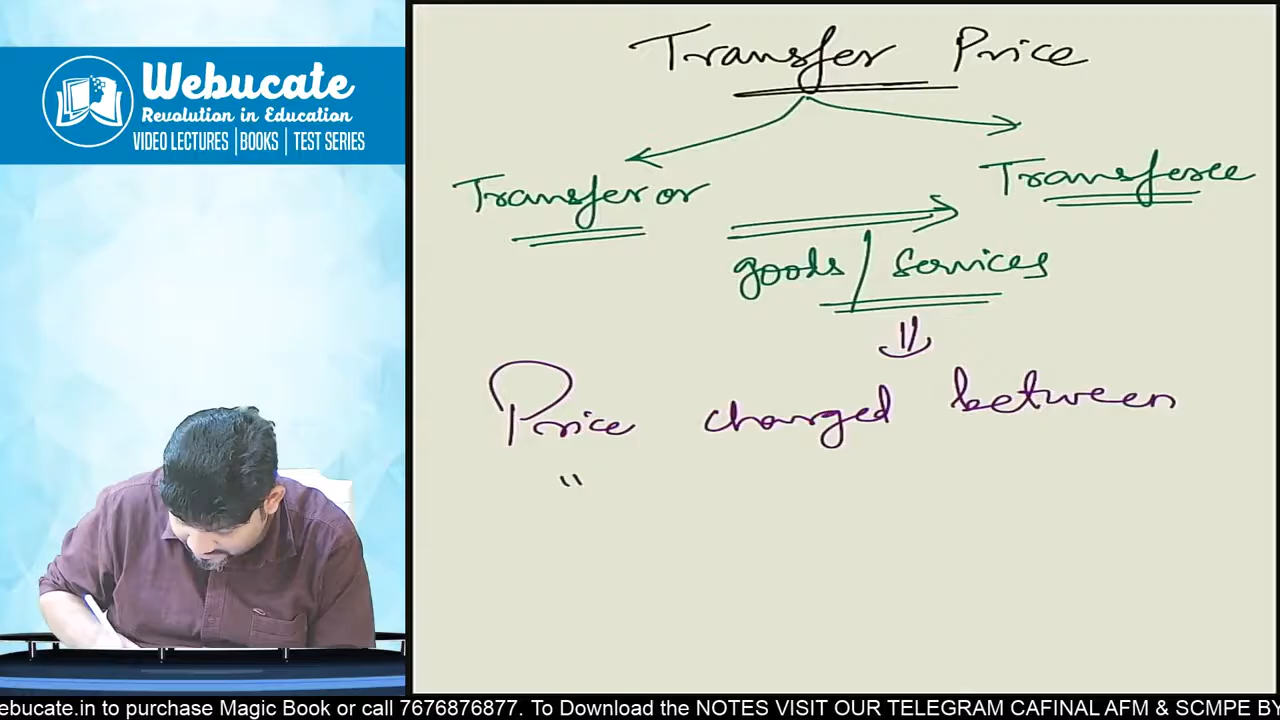 Webucate
Revolution in Education
VIDEO LECTURES | BOOKS | TEST SERIES
Transfer Price
Transferor
Transferee
goods / services
Price charged between
"
ebucate.in to purchase Magic Book or call 7676876877. To Download the NOTES VISIT OUR TELEGRAM CAFINAL AFM & SCMPE BY